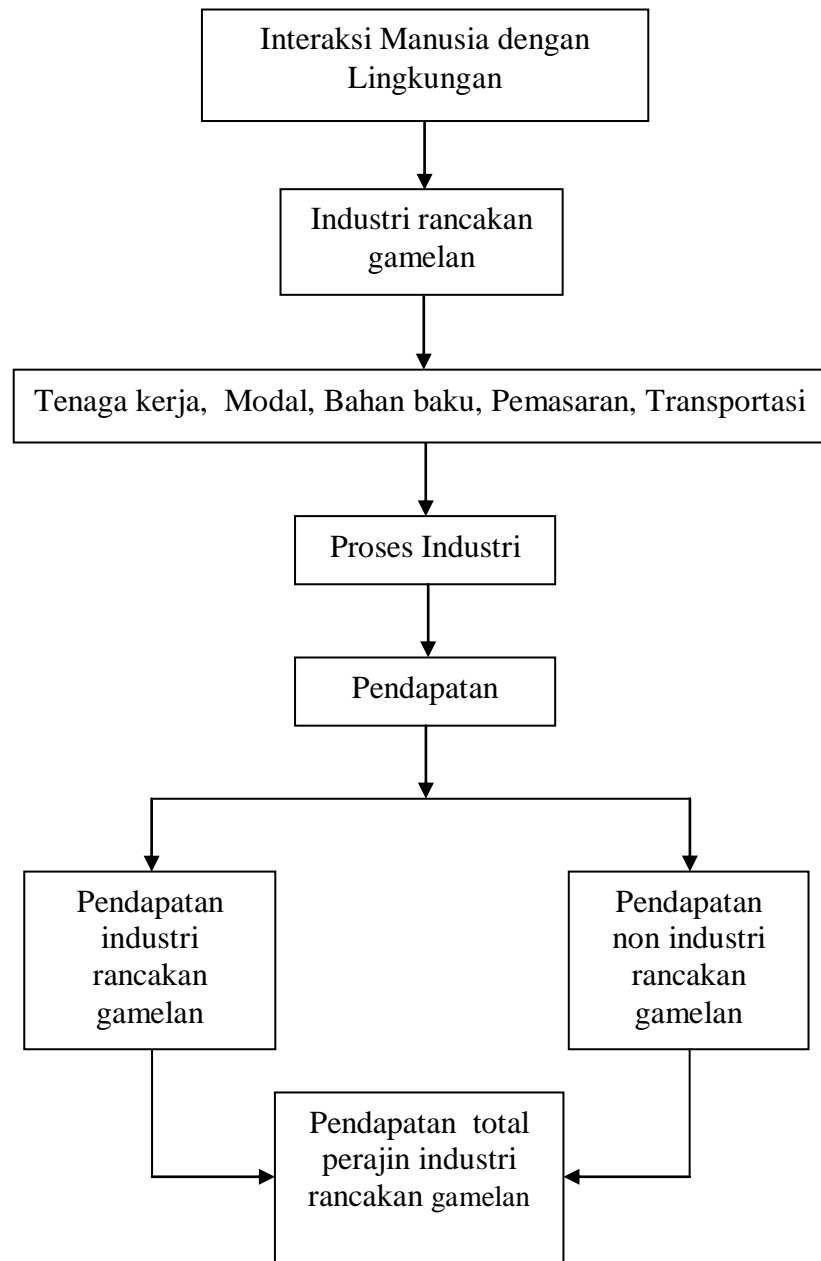 Interaksi Manusia dengan
Lingkungan
Industri rancakan
gamelan
Tenaga kerja, Modal, Bahan baku, Pemasaran, Transportasi
Proses Industri
Pendapatan
Pendapatan
industri
rancakan
gamelan
Pendapatan
non industri
rancakan
gamelan
Pendapatan total
perajin industri
rancakan gamelan